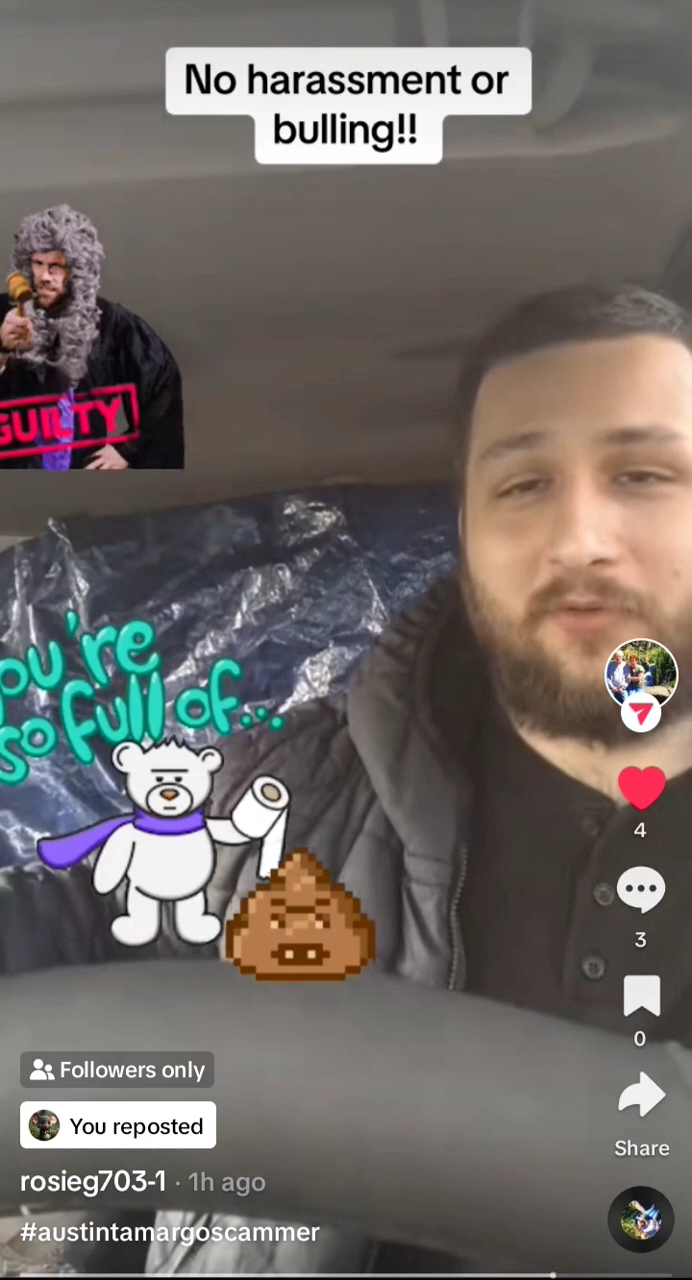 No harassment or
bulling!!
GUILTY
ou're
so full of...
4
3
0
Followers only
You reposted
Share
rosieg703-1 · 1h ago
#austintamargoscammer